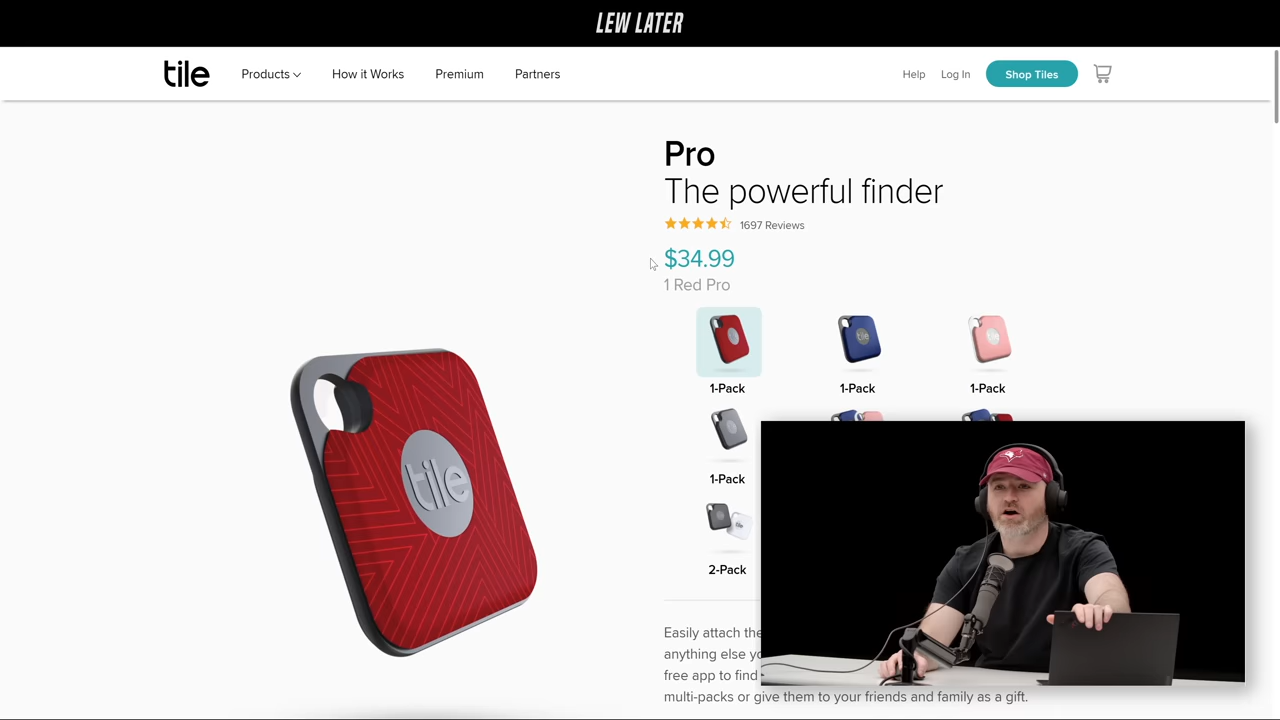 LEW LATER
tile
Products
How it Works
Premium
Partners
Help
Log In
Shop Tiles
Pro
The powerful finder
1697 Reviews
$34.99
1 Red Pro
1-Pack
1-Pack
1-Pack
tile
1-Pack
2-Pack
Easily attach the
anything else yo
free app to find
multi-packs or give them to your friends and family as a gift.